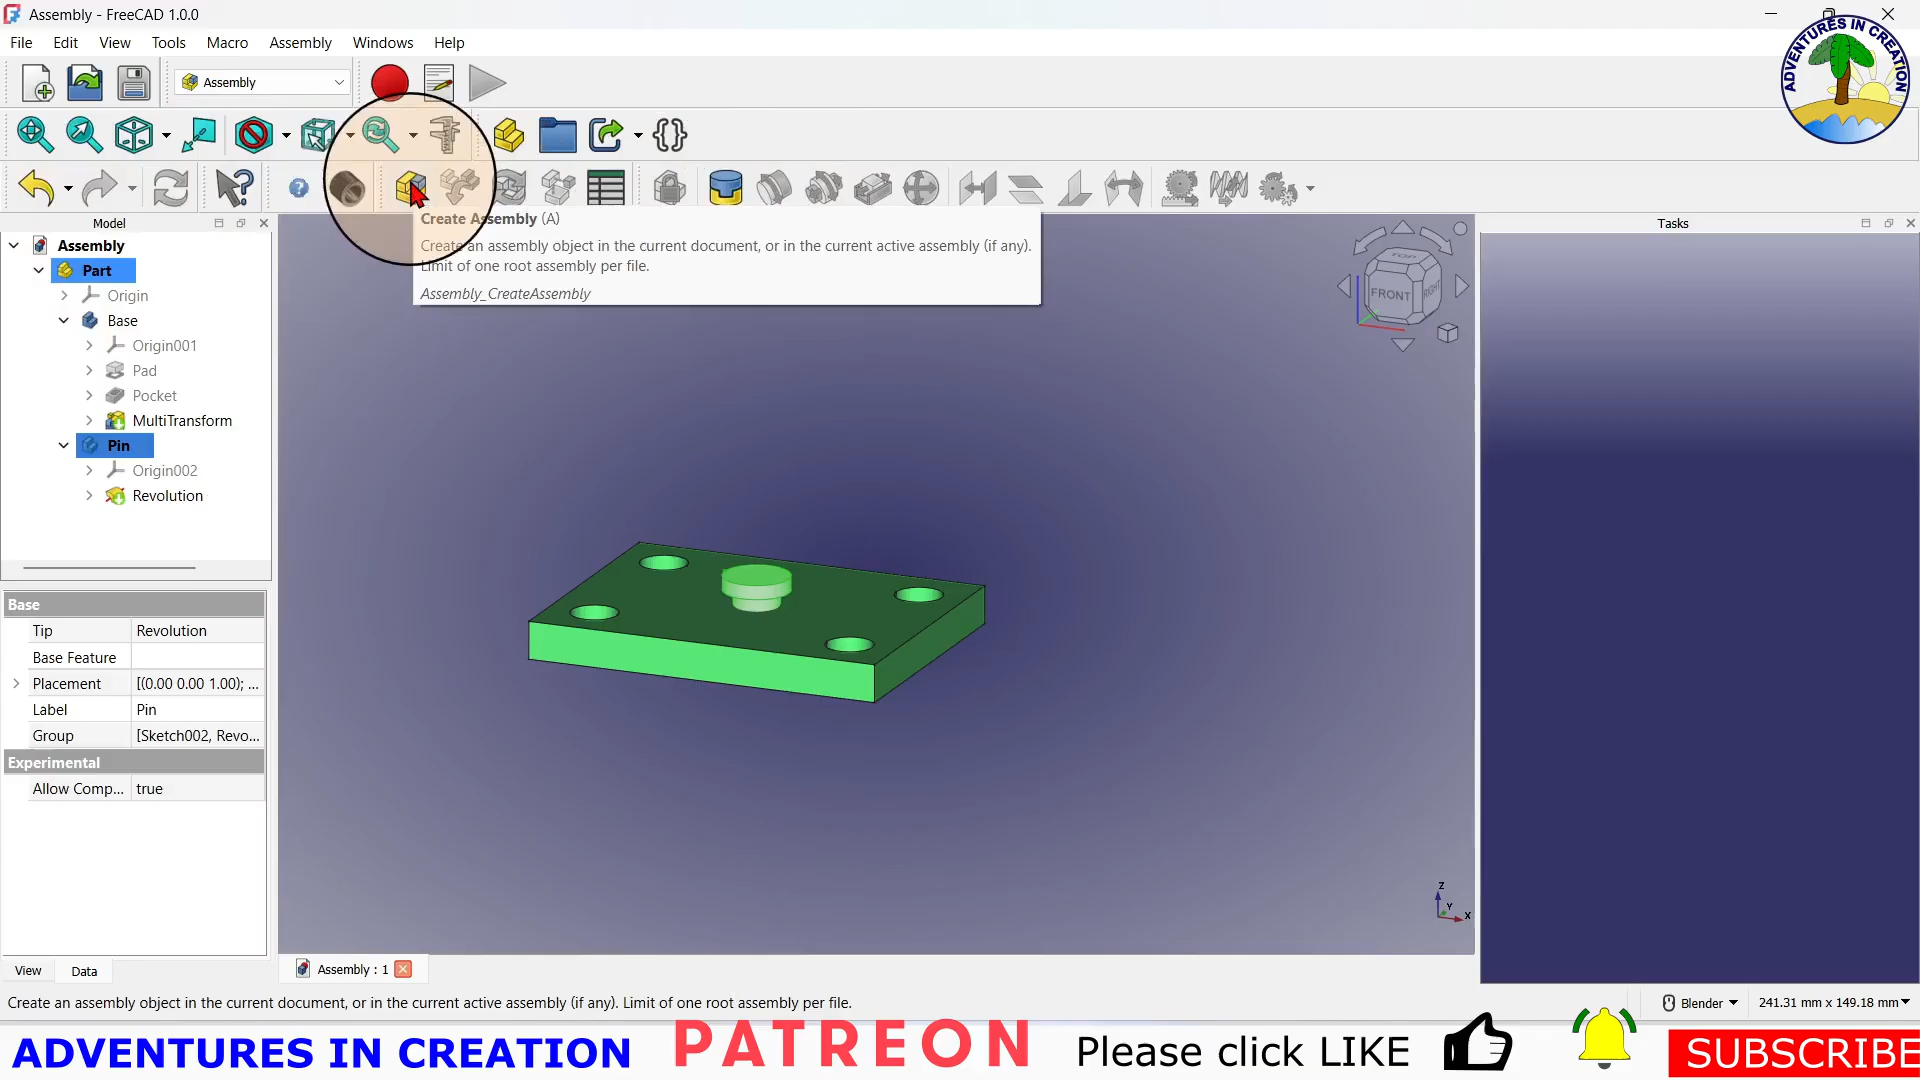 Assembly - FreeCAD 1.0.0
File Edit View Tools Macro Assembly Windows Help
Assembly
ADVENTURES IN CREATION
Model
Tasks
Create Assembly (A)
Create an assembly object in the current document, or in the current active assembly (if any).
Limit of one root assembly per file.
Assembly_CreateAssembly
Assembly
Part
Origin
Base
Origin001
Pad
Pocket
MultiTransform
Pin
Origin002
Revolution
TOP
FRONT
RIGHT
Base
Tip Revolution
Base Feature
Placement [(0.00 0.00 1.00); ...
Label Pin
Group [Sketch002, Revo...
Experimental
Allow Comp... true
Z
Y
X
View Data
Assembly : 1
Create an assembly object in the current document, or in the current active assembly (if any). Limit of one root assembly per file.
Blender
241.31 mm x 149.18 mm
ADVENTURES IN CREATION PATREON Please click LIKE SUBSCRIBE